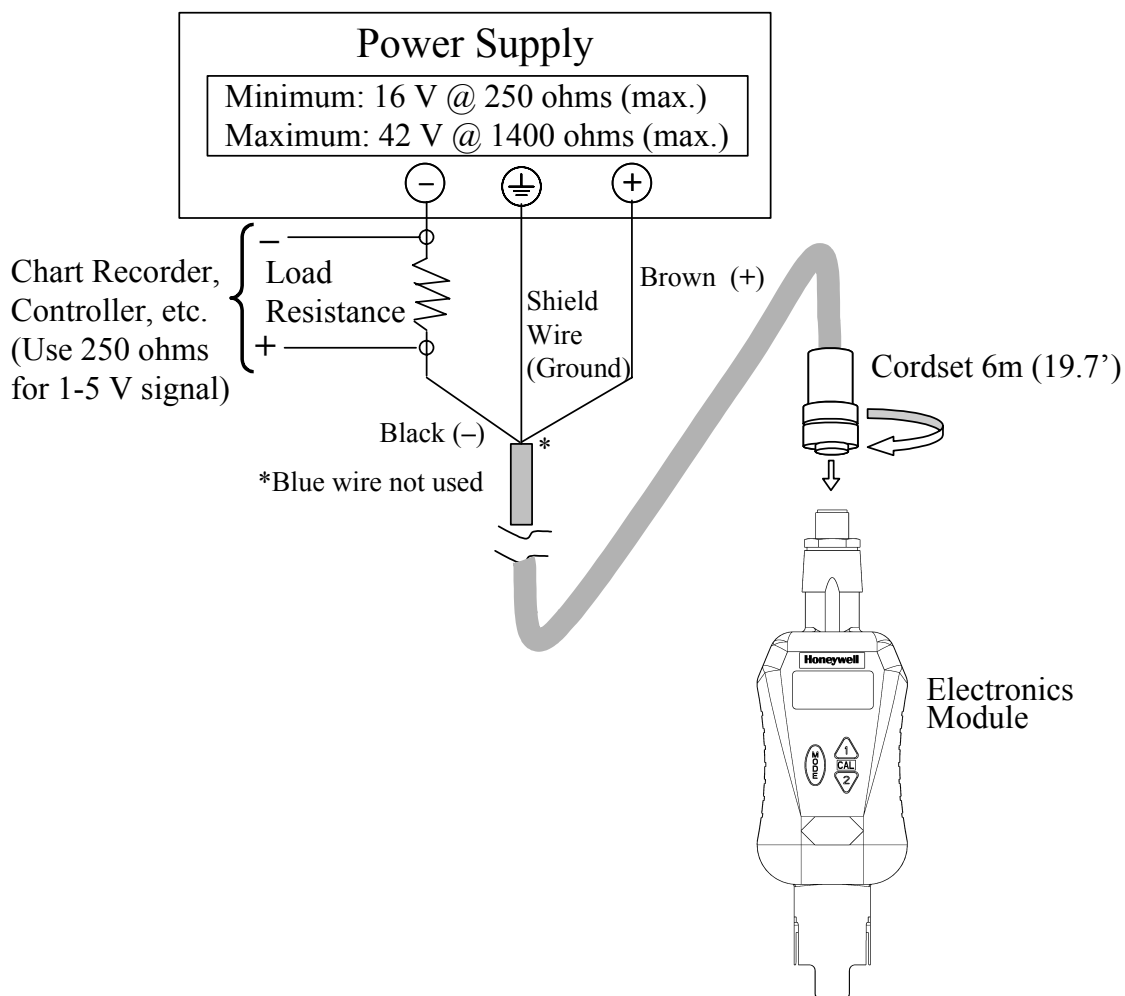 Power Supply
Minimum: 16 V @ 250 ohms (max.)
Maximum: 42 V @ 1400 ohms (max.)
−
+
Chart Recorder,
Controller, etc.
(Use 250 ohms
for 1-5 V signal)
−
Load
Resistance
+
Shield
Wire
(Ground)
Brown (+)
Black (−)
*
*Blue wire not used
Cordset 6m (19.7’)
Honeywell
MODE
1
CAL
2
Electronics
Module